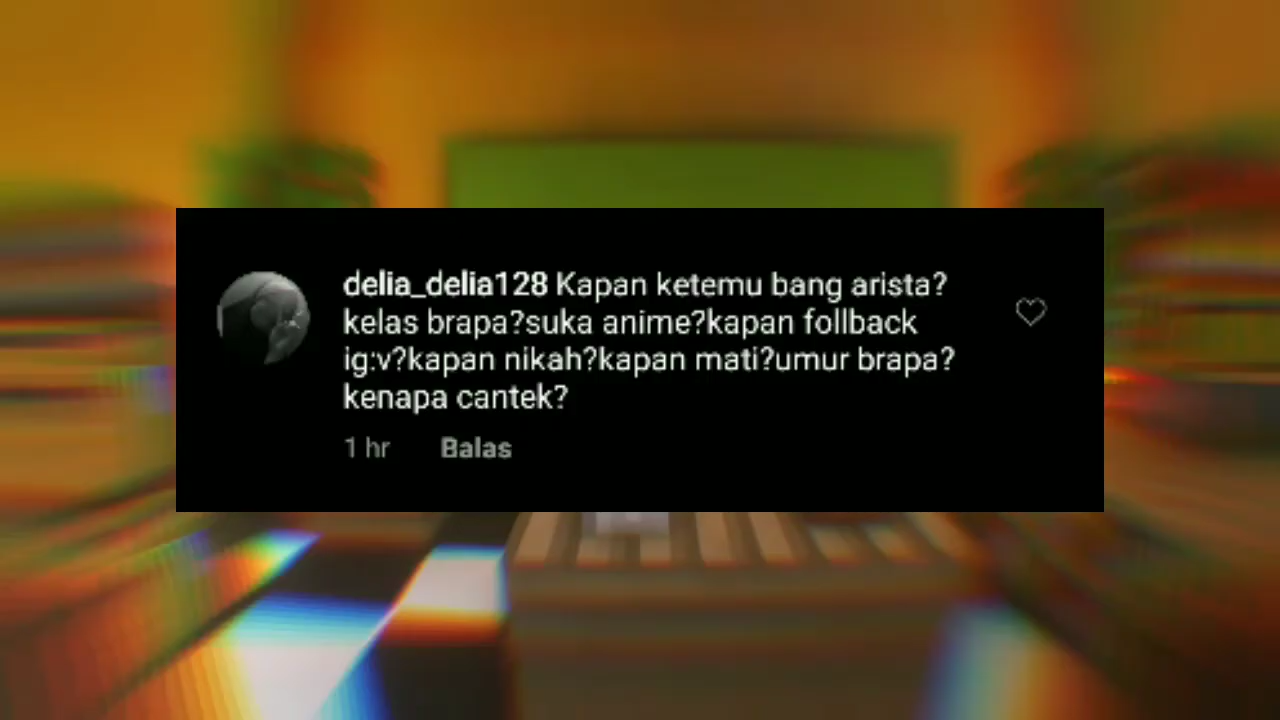 delia_delia128 Kapan ketemu bang arista?
kelas brapa?suka anime?kapan follback
ig:v?kapan nikah?kapan mati?umur brapa?
kenapa cantek?
1 hr Balas